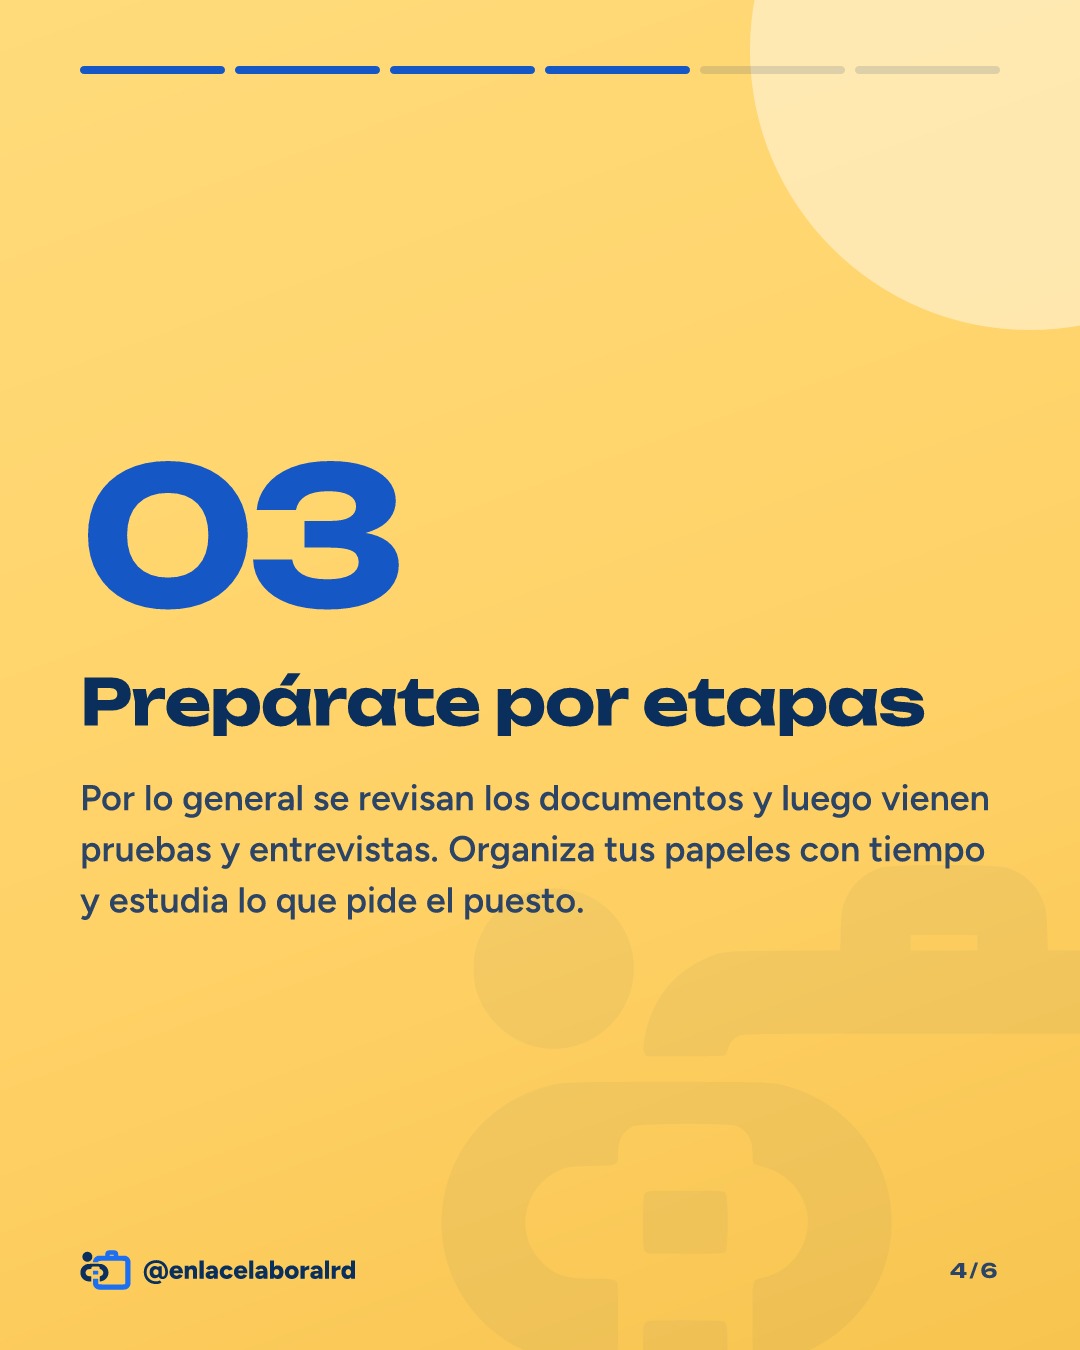 03
Prepárate por etapas
Por lo general se revisan los documentos y luego vienen
pruebas y entrevistas. Organiza tus papeles con tiempo
y estudia lo que pide el puesto.
@enlacelaboralrd
4/6